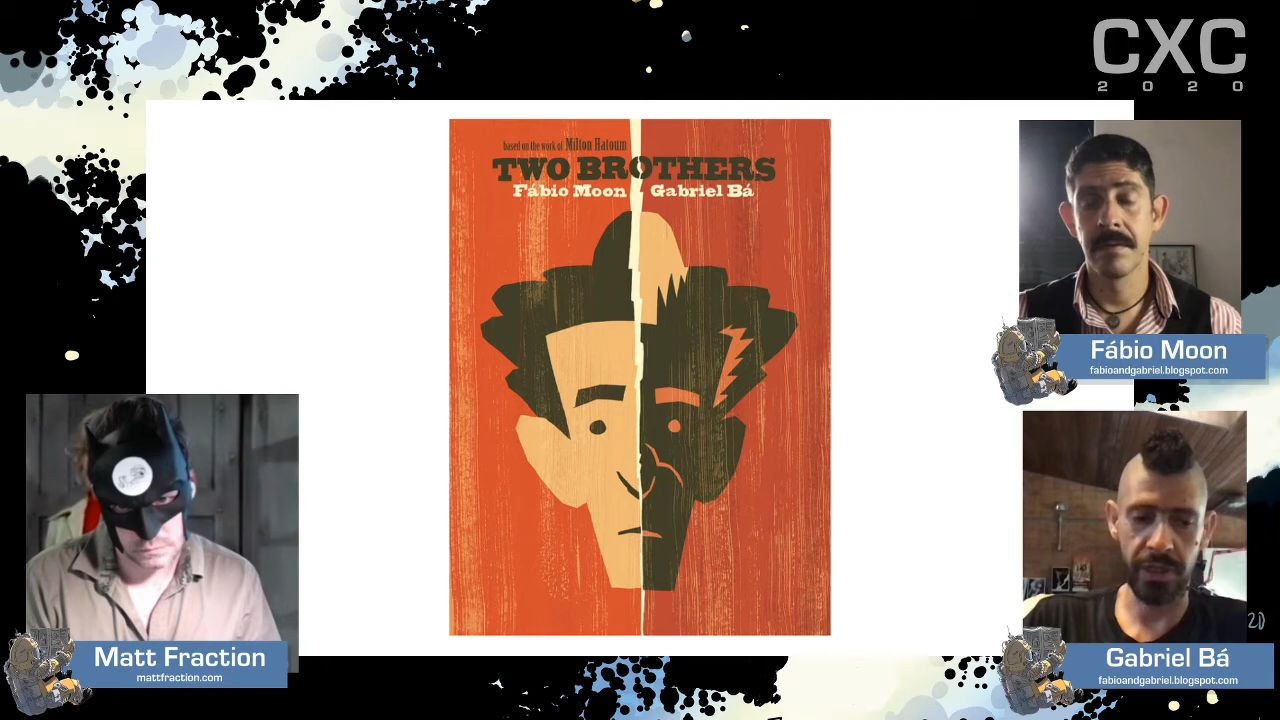 CXC
2020
based on the work of Milton Hatoum
TWO BROTHERS
Fábio Moon Gabriel Bá
Fábio Moon
fabioandgabriel.blogspot.com
Matt Fraction
mattfraction.com
2D
Gabriel Bá
fabioandgabriel.blogspot.com